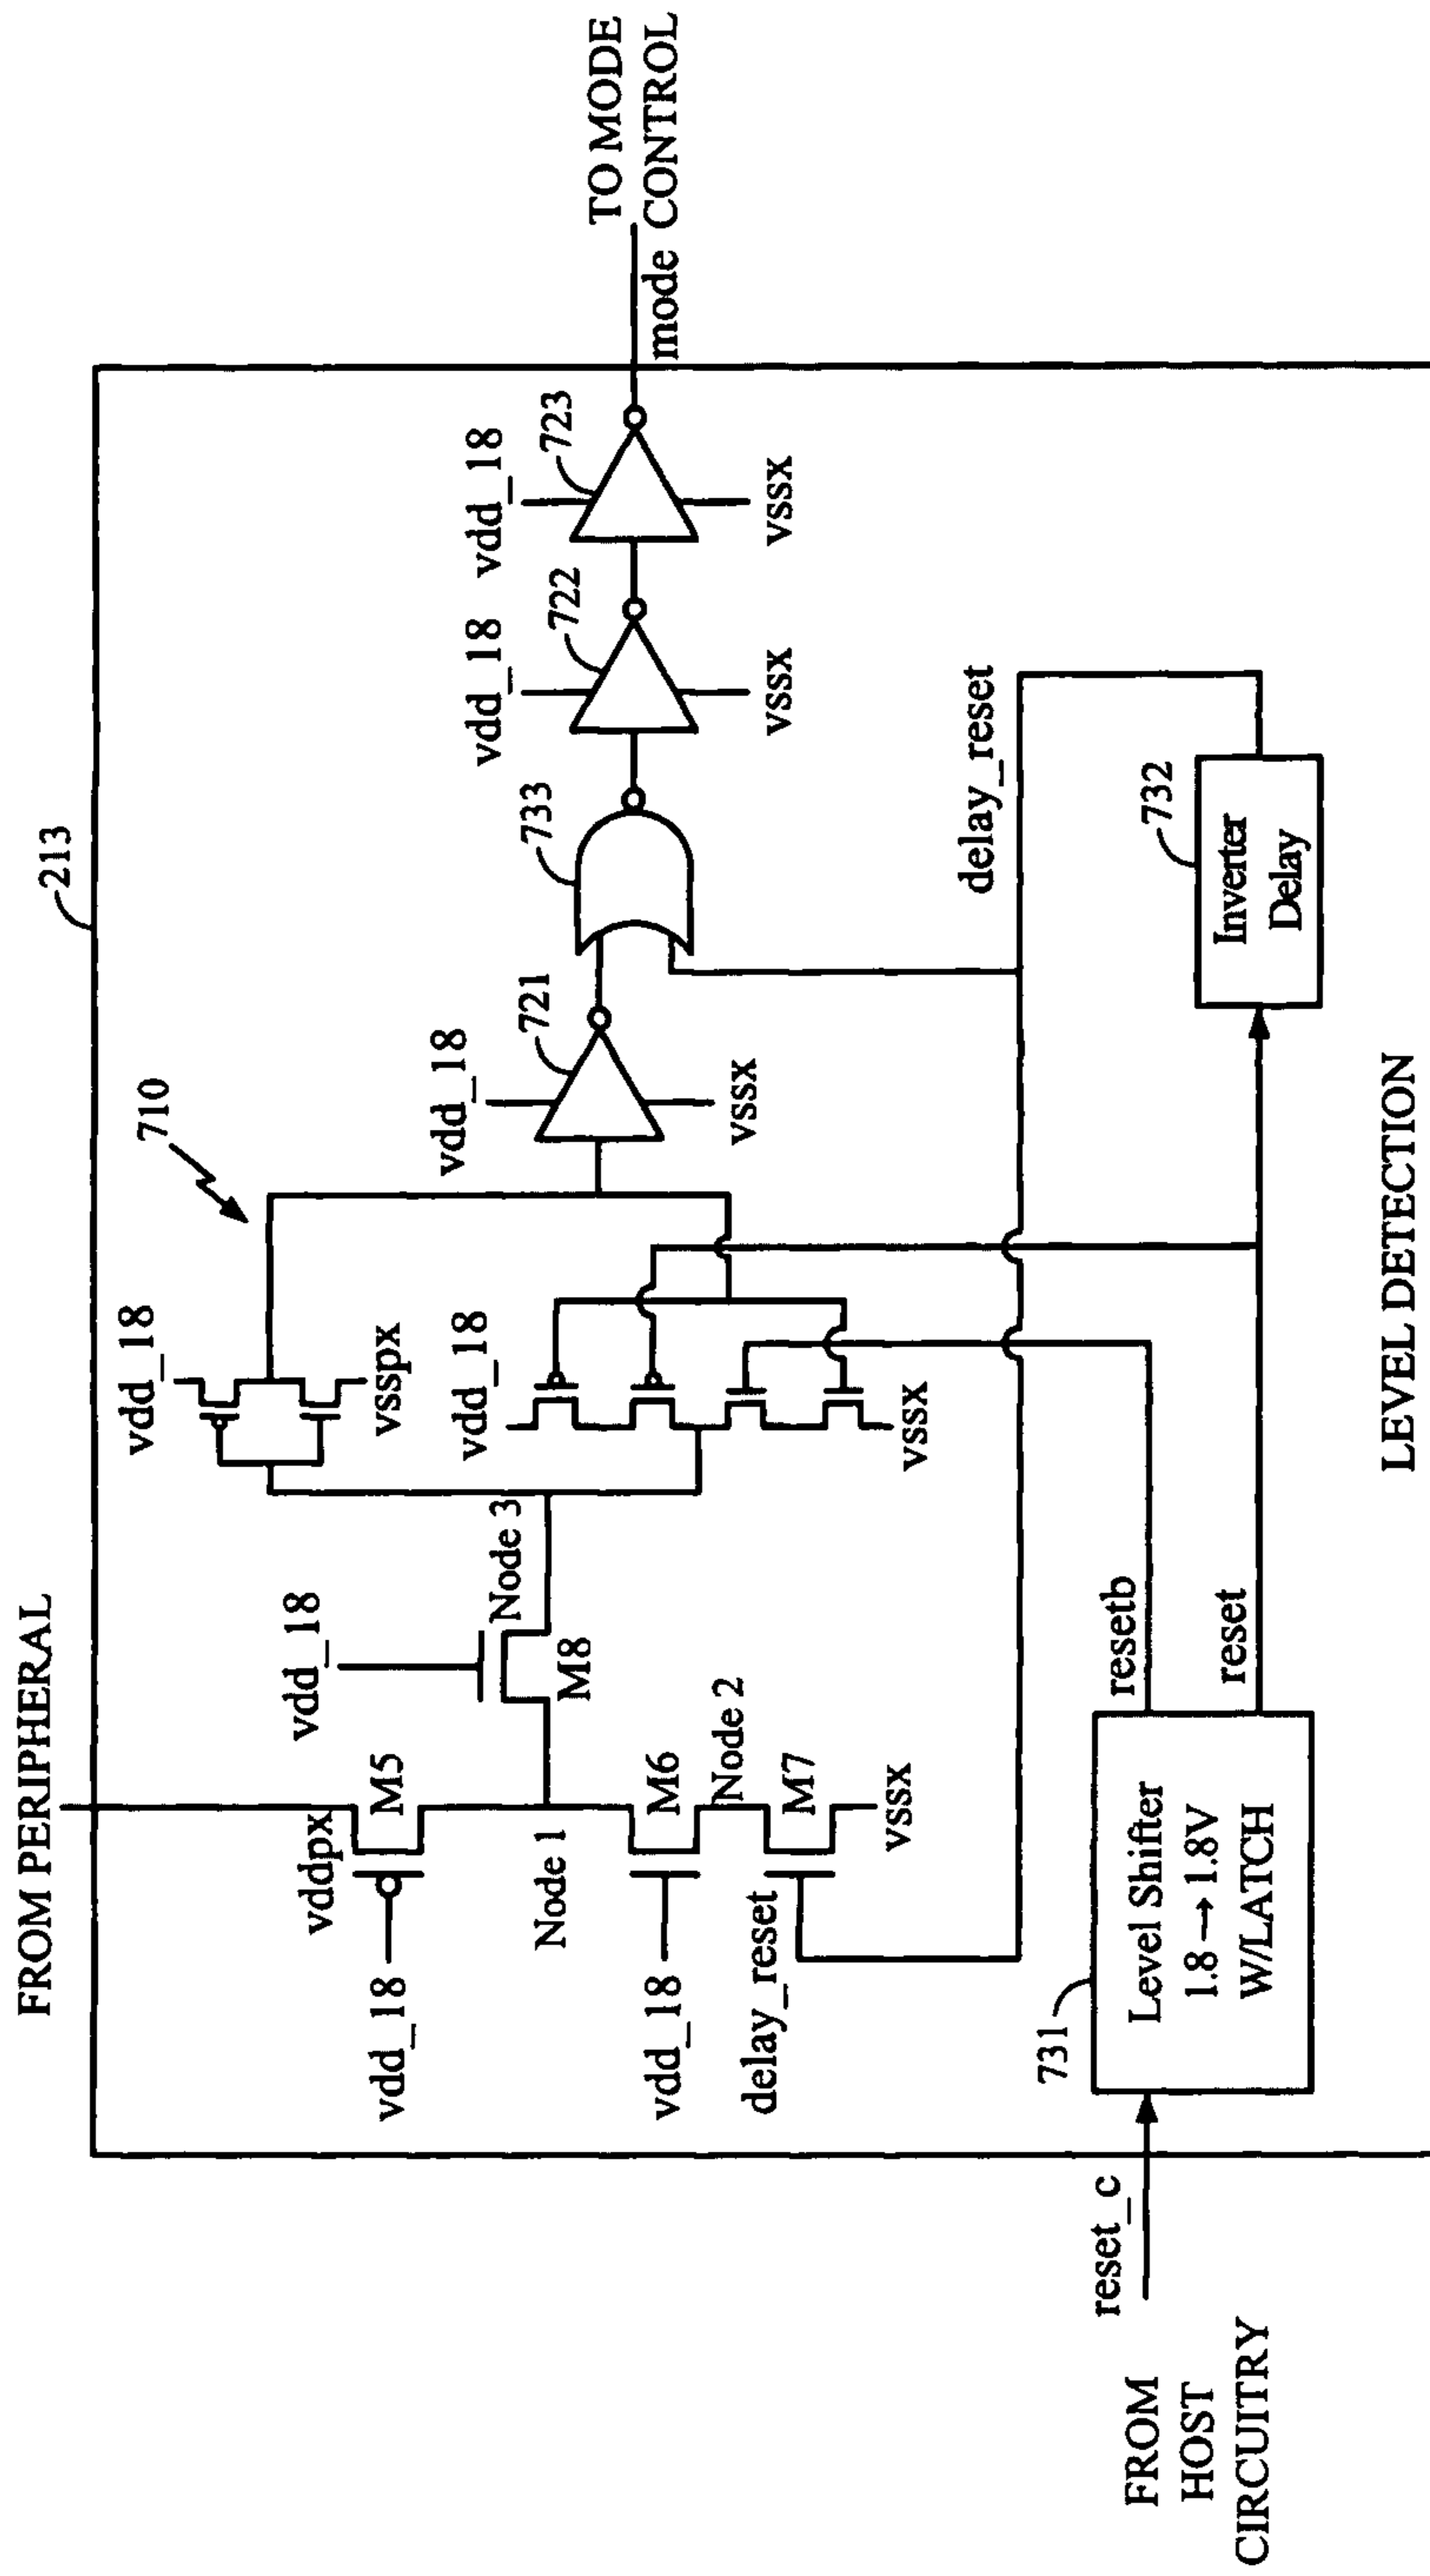 FROM PERIPHERAL
213
710
vdd_18
vsspx
vdd_18
vssx
vdd_18
Node 3
M8
vddpx
M5
Node 1
vdd_18
M6
Node 2
vdd_18
M7
delay_reset
vssx
vdd_18
721
vssx
733
vdd_18
722
vssx
vdd_18
723
vssx
mode
TO MODE
CONTROL
delay_reset
732
Inverter
Delay
resetb
reset
731
Level Shifter
1.8→1.8V
W/LATCH
reset_c
FROM
HOST
CIRCUITRY
LEVEL DETECTION